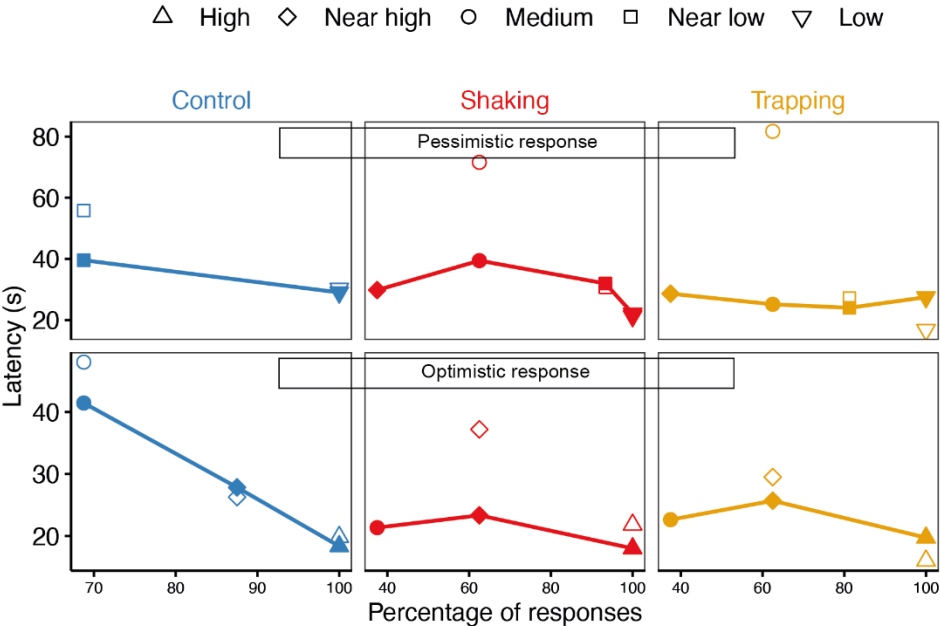 High Near high Medium Near low Low
Control Shaking Trapping
Pessimistic response
80
60
40
20
Optimistic response
40
30
20
Latency (s)
70 80 90 100 40 60 80 100 40 60 80 100
Percentage of responses